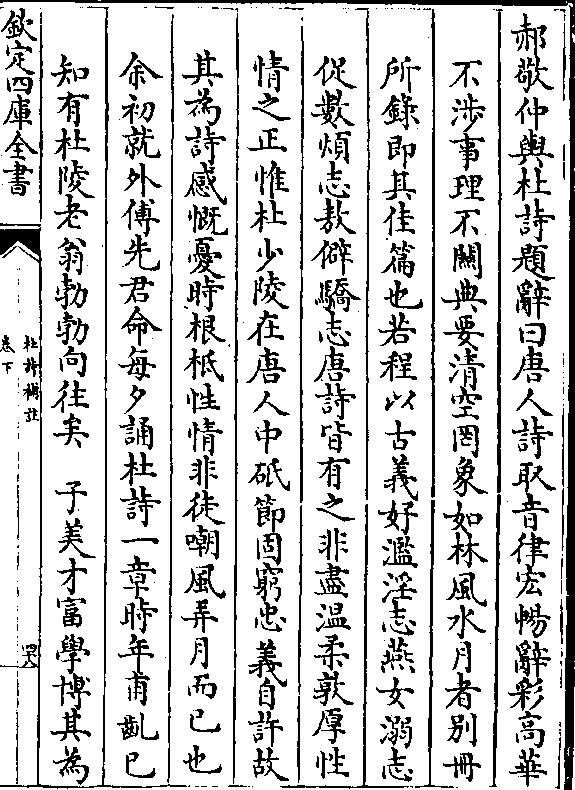 郝敬仲輿杜詩題辭曰唐人詩取音律宏暢辭彩高華
不涉事理不關典要清空罔象如林風水月者別冊
所錄即其佳篇也若程以古義好濫淫志燕女溺志
促數煩志敖僻驕志唐詩皆有之非盡温柔敦厚性
情之正惟杜少陵在唐人中砥節固窮忠義自許故
其為詩感慨憂時根柢性情非徒嘲風弄月而已也
余初就外傅先君命每夕誦杜詩一章時年甫齓已
知有杜陵老翁勃勃向往矣　子美才富學博其為
欽定四庫全書
杜詩攟
卷下
四六